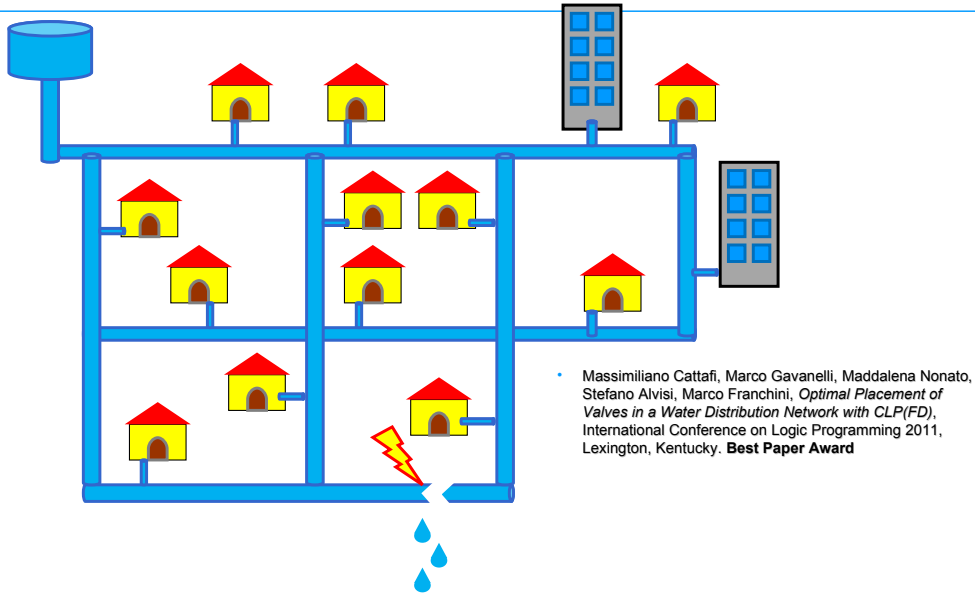 • Massimiliano Cattafi, Marco Gavanelli, Maddalena Nonato,
Stefano Alvisi, Marco Franchini, Optimal Placement of
Valves in a Water Distribution Network with CLP(FD),
International Conference on Logic Programming 2011,
Lexington, Kentucky. Best Paper Award